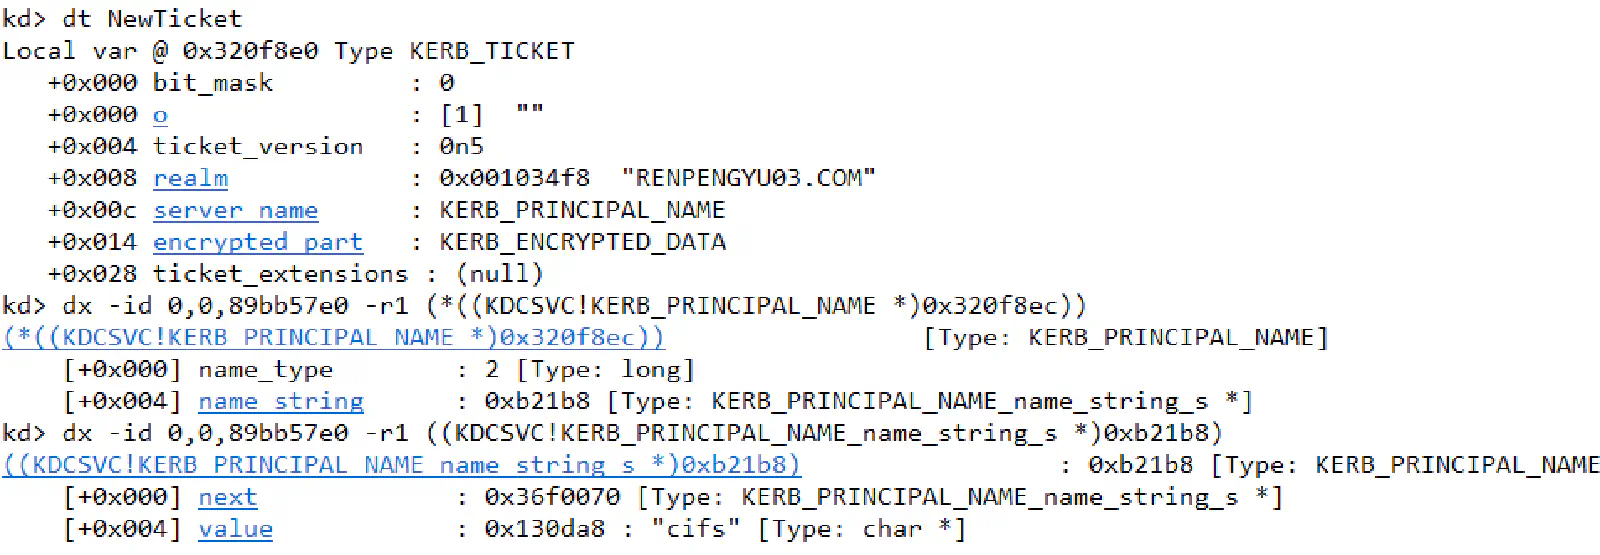 kd> dt NewTicket
Local var @ 0x320f8e0 Type KERB_TICKET
   +0x000 bit_mask         : 0
   +0x000 o                : [1]  ""
   +0x004 ticket_version   : 0n5
   +0x008 realm            : 0x001034f8  "RENPENGYU03.COM"
   +0x00c server_name      : KERB_PRINCIPAL_NAME
   +0x014 encrypted_part   : KERB_ENCRYPTED_DATA
   +0x028 ticket_extensions : (null)
kd> dx -id 0,0,89bb57e0 -r1 (*((KDCSVC!KERB_PRINCIPAL_NAME *)0x320f8ec))
(*((KDCSVC!KERB_PRINCIPAL_NAME *)0x320f8ec))                 [Type: KERB_PRINCIPAL_NAME]
    [+0x000] name_type        : 2 [Type: long]
    [+0x004] name_string      : 0xb21b8 [Type: KERB_PRINCIPAL_NAME_name_string_s *]
kd> dx -id 0,0,89bb57e0 -r1 ((KDCSVC!KERB_PRINCIPAL_NAME_name_string_s *)0xb21b8)
((KDCSVC!KERB_PRINCIPAL_NAME_name_string_s *)0xb21b8)                 : 0xb21b8 [Type: KERB_PRINCIPAL_NAME
    [+0x000] next             : 0x36f0070 [Type: KERB_PRINCIPAL_NAME_name_string_s *]
    [+0x004] value            : 0x130da8 : "cifs" [Type: char *]